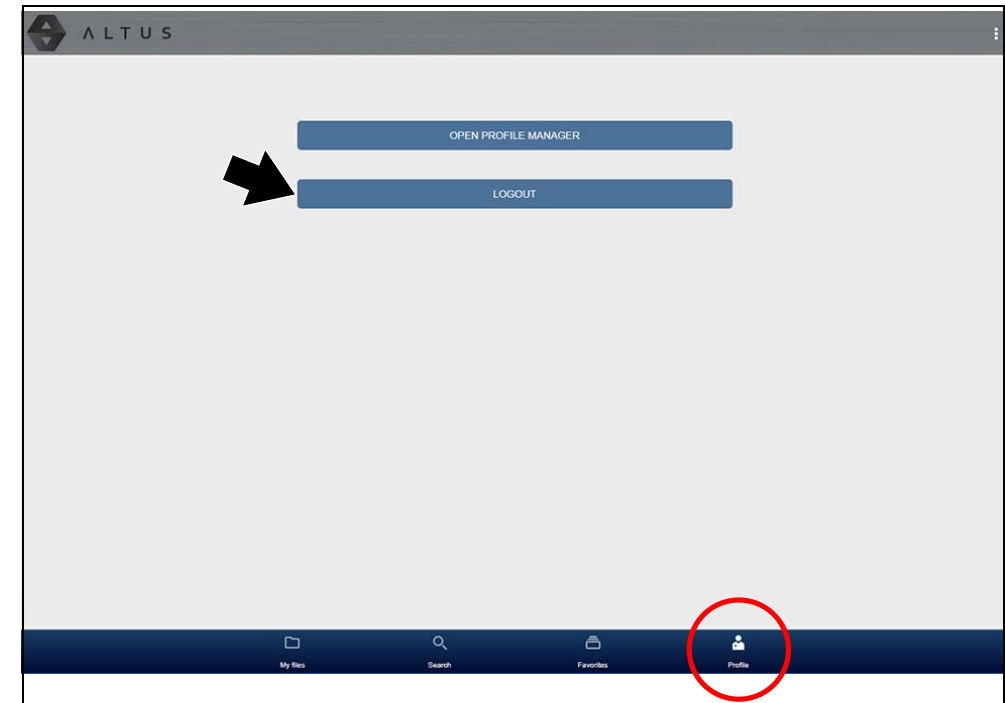 ALTUS
OPEN PROFILE MANAGER
LOGOUT
My files
Search
Favorites
Profile